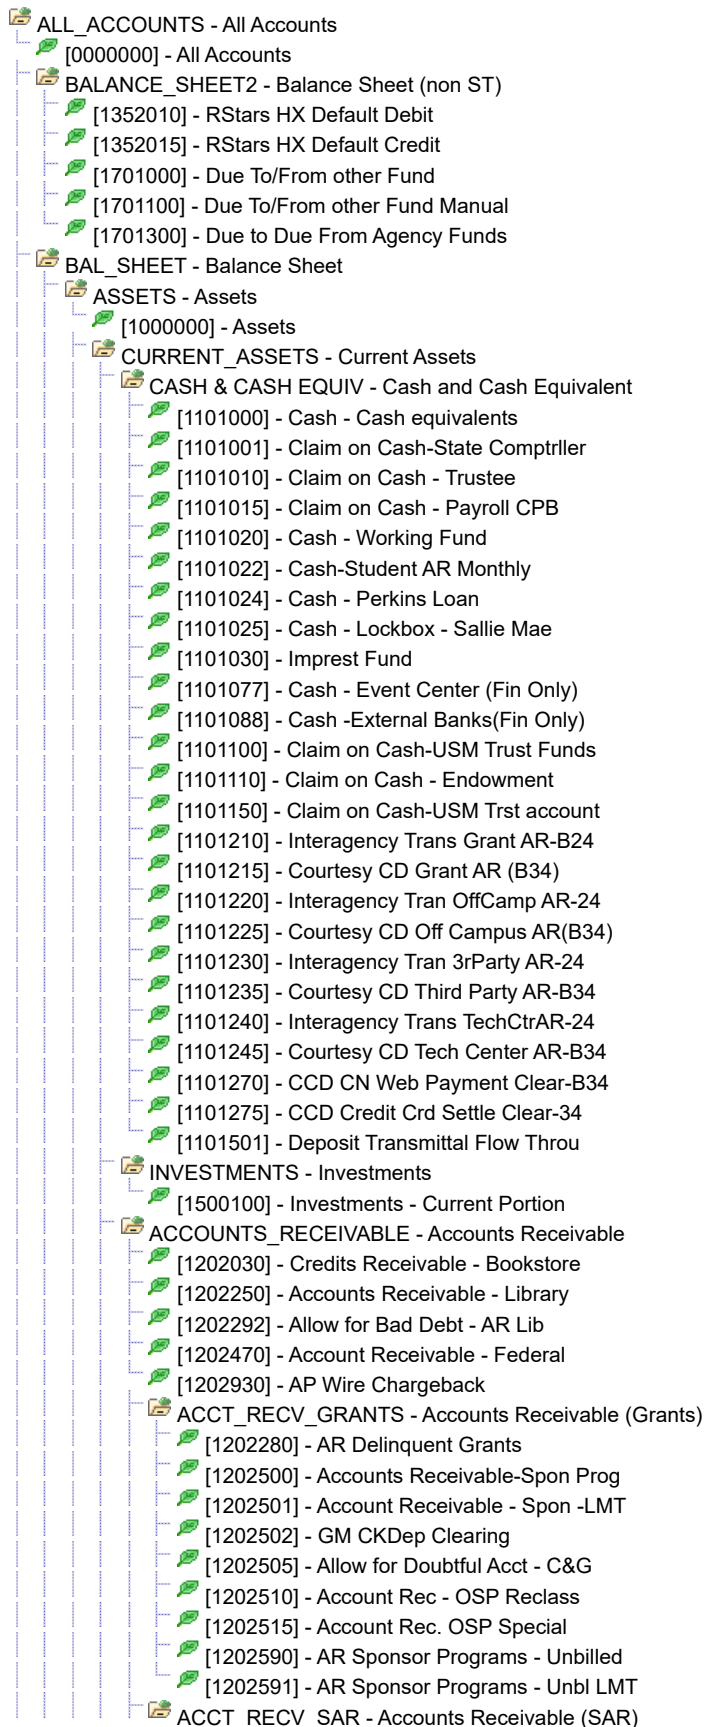 ALL_ACCOUNTS - All Accounts
[0000000] - All Accounts
BALANCE_SHEET2 - Balance Sheet (non ST)
[1352010] - RStars HX Default Debit
[1352015] - RStars HX Default Credit
[1701000] - Due To/From other Fund
[1701100] - Due To/From other Fund Manual
[1701300] - Due to Due From Agency Funds
BAL_SHEET - Balance Sheet
ASSETS - Assets
[1000000] - Assets
CURRENT_ASSETS - Current Assets
CASH & CASH EQUIV - Cash and Cash Equivalent
[1101000] - Cash - Cash equivalents
[1101001] - Claim on Cash-State Comptrller
[1101010] - Claim on Cash - Trustee
[1101015] - Claim on Cash - Payroll CPB
[1101020] - Cash - Working Fund
[1101022] - Cash-Student AR Monthly
[1101024] - Cash - Perkins Loan
[1101025] - Cash - Lockbox - Sallie Mae
[1101030] - Imprest Fund
[1101077] - Cash - Event Center (Fin Only)
[1101088] - Cash -External Banks(Fin Only)
[1101100] - Claim on Cash-USM Trust Funds
[1101110] - Claim on Cash - Endowment
[1101150] - Claim on Cash-USM Trst account
[1101210] - Interagency Trans Grant AR-B24
[1101215] - Courtesy CD Grant AR (B34)
[1101220] - Interagency Tran OffCamp AR-24
[1101225] - Courtesy CD Off Campus AR(B34)
[1101230] - Interagency Tran 3rParty AR-24
[1101235] - Courtesy CD Third Party AR-B34
[1101240] - Interagency Trans TechCtrAR-24
[1101245] - Courtesy CD Tech Center AR-B34
[1101270] - CCD CN Web Payment Clear-B34
[1101275] - CCD Credit Crd Settle Clear-34
[1101501] - Deposit Transmittal Flow Throu
INVESTMENTS - Investments
[1500100] - Investments - Current Portion
ACCOUNTS_RECEIVABLE - Accounts Receivable
[1202030] - Credits Receivable - Bookstore
[1202250] - Accounts Receivable - Library
[1202292] - Allow for Bad Debt - AR Lib
[1202470] - Account Receivable - Federal
[1202930] - AP Wire Chargeback
ACCT_RECV_GRANTS - Accounts Receivable (Grants)
[1202280] - AR Delinquent Grants
[1202500] - Accounts Receivable-Spon Prog
[1202501] - Account Receivable - Spon -LMT
[1202502] - GM CKDep Clearing
[1202505] - Allow for Doubtful Acct - C&G
[1202510] - Account Rec - OSP Reclass
[1202515] - Account Rec. OSP Special
[1202590] - AR Sponsor Programs - Unbilled
[1202591] - AR Sponsor Programs - Unbl LMT
ACCT_RECV_SAR - Accounts Receivable (SAR)